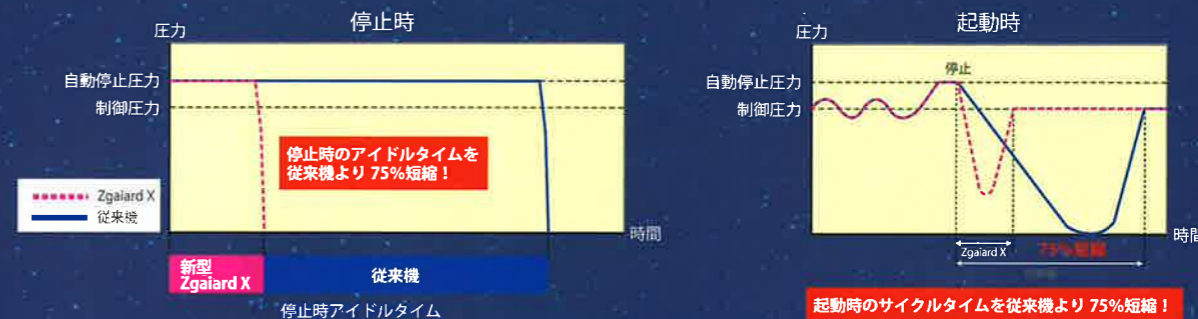 停止時
圧力
自動停止圧力
制御圧力
停止時のアイドルタイムを
従来機より 75%短縮！
Zgaiard X
従来機
時間
新型
Zgaiard X
従来機
停止時アイドルタイム
起動時
圧力
停止
自動停止圧力
制御圧力
時間
Zgaiard X
75%短縮
起動時のサイクルタイムを従来機より 75%短縮！